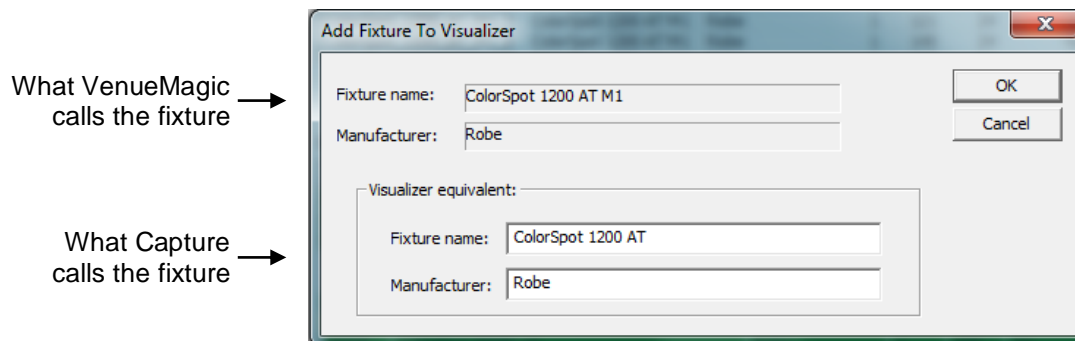 Add Fixture To Visualizer
What VenueMagic
calls the fixture
Fixture name: ColorSpot 1200 AT M1
OK
Manufacturer: Robe
Cancel
Visualizer equivalent:
What Capture
calls the fixture
Fixture name: ColorSpot 1200 AT
Manufacturer: Robe